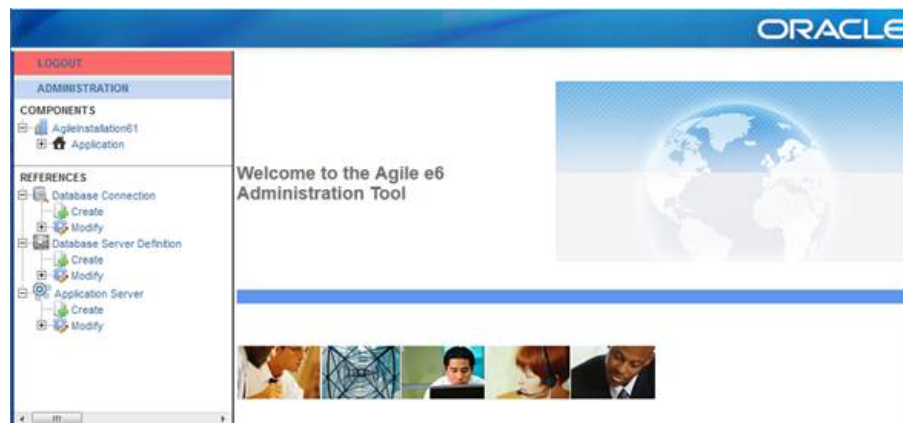 ORACLE
LOGOUT
ADMINISTRATION
COMPONENTS
AgileInstallation61
Application
REFERENCES
Database Connection
Create
Modify
Database Server Definition
Create
Modify
Application Server
Create
Modify
Welcome to the Agile e6
Administration Tool